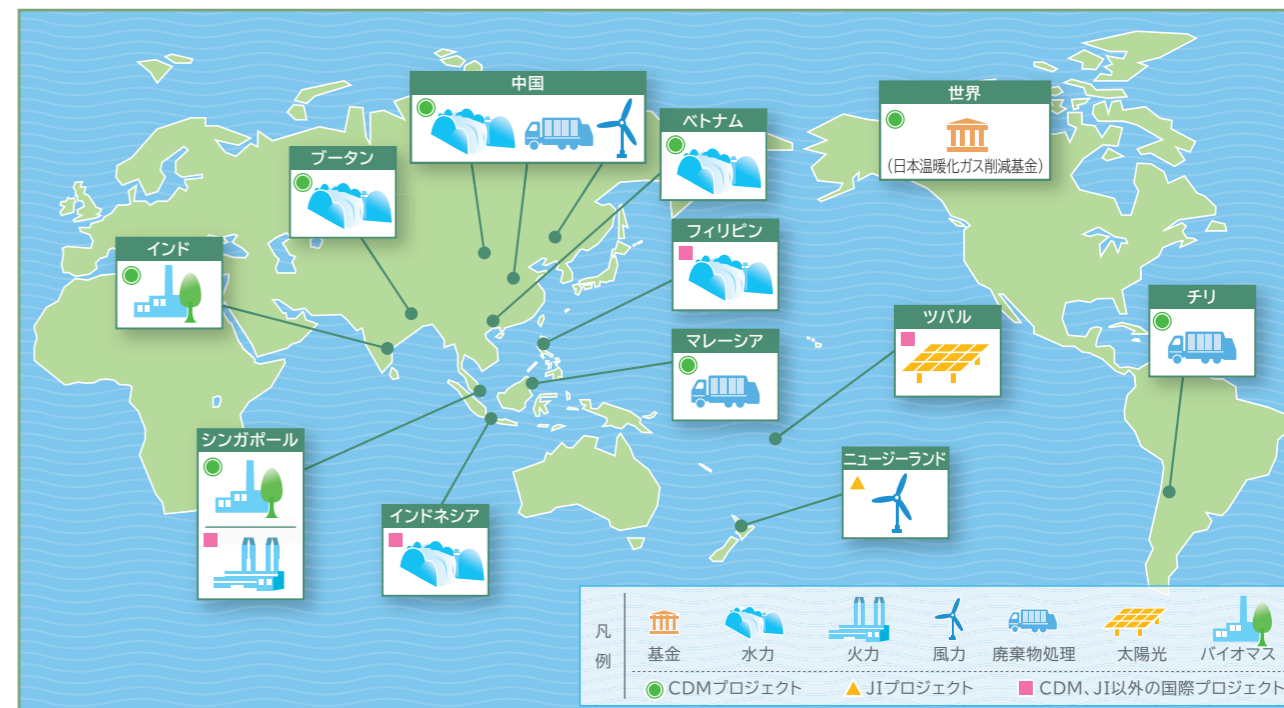 中国
世界
(日本温暖化ガス削減基金)
ベトナム
ブータン
フィリピン
インド
チリ
ツバル
マレーシア
シンガポール
ニュージーランド
インドネシア
凡例
基金
水力
火力
風力
廃棄物処理
太陽光
バイオマス
CDMプロジェクト
JIプロジェクト
CDM、JI以外の国際プロジェクト